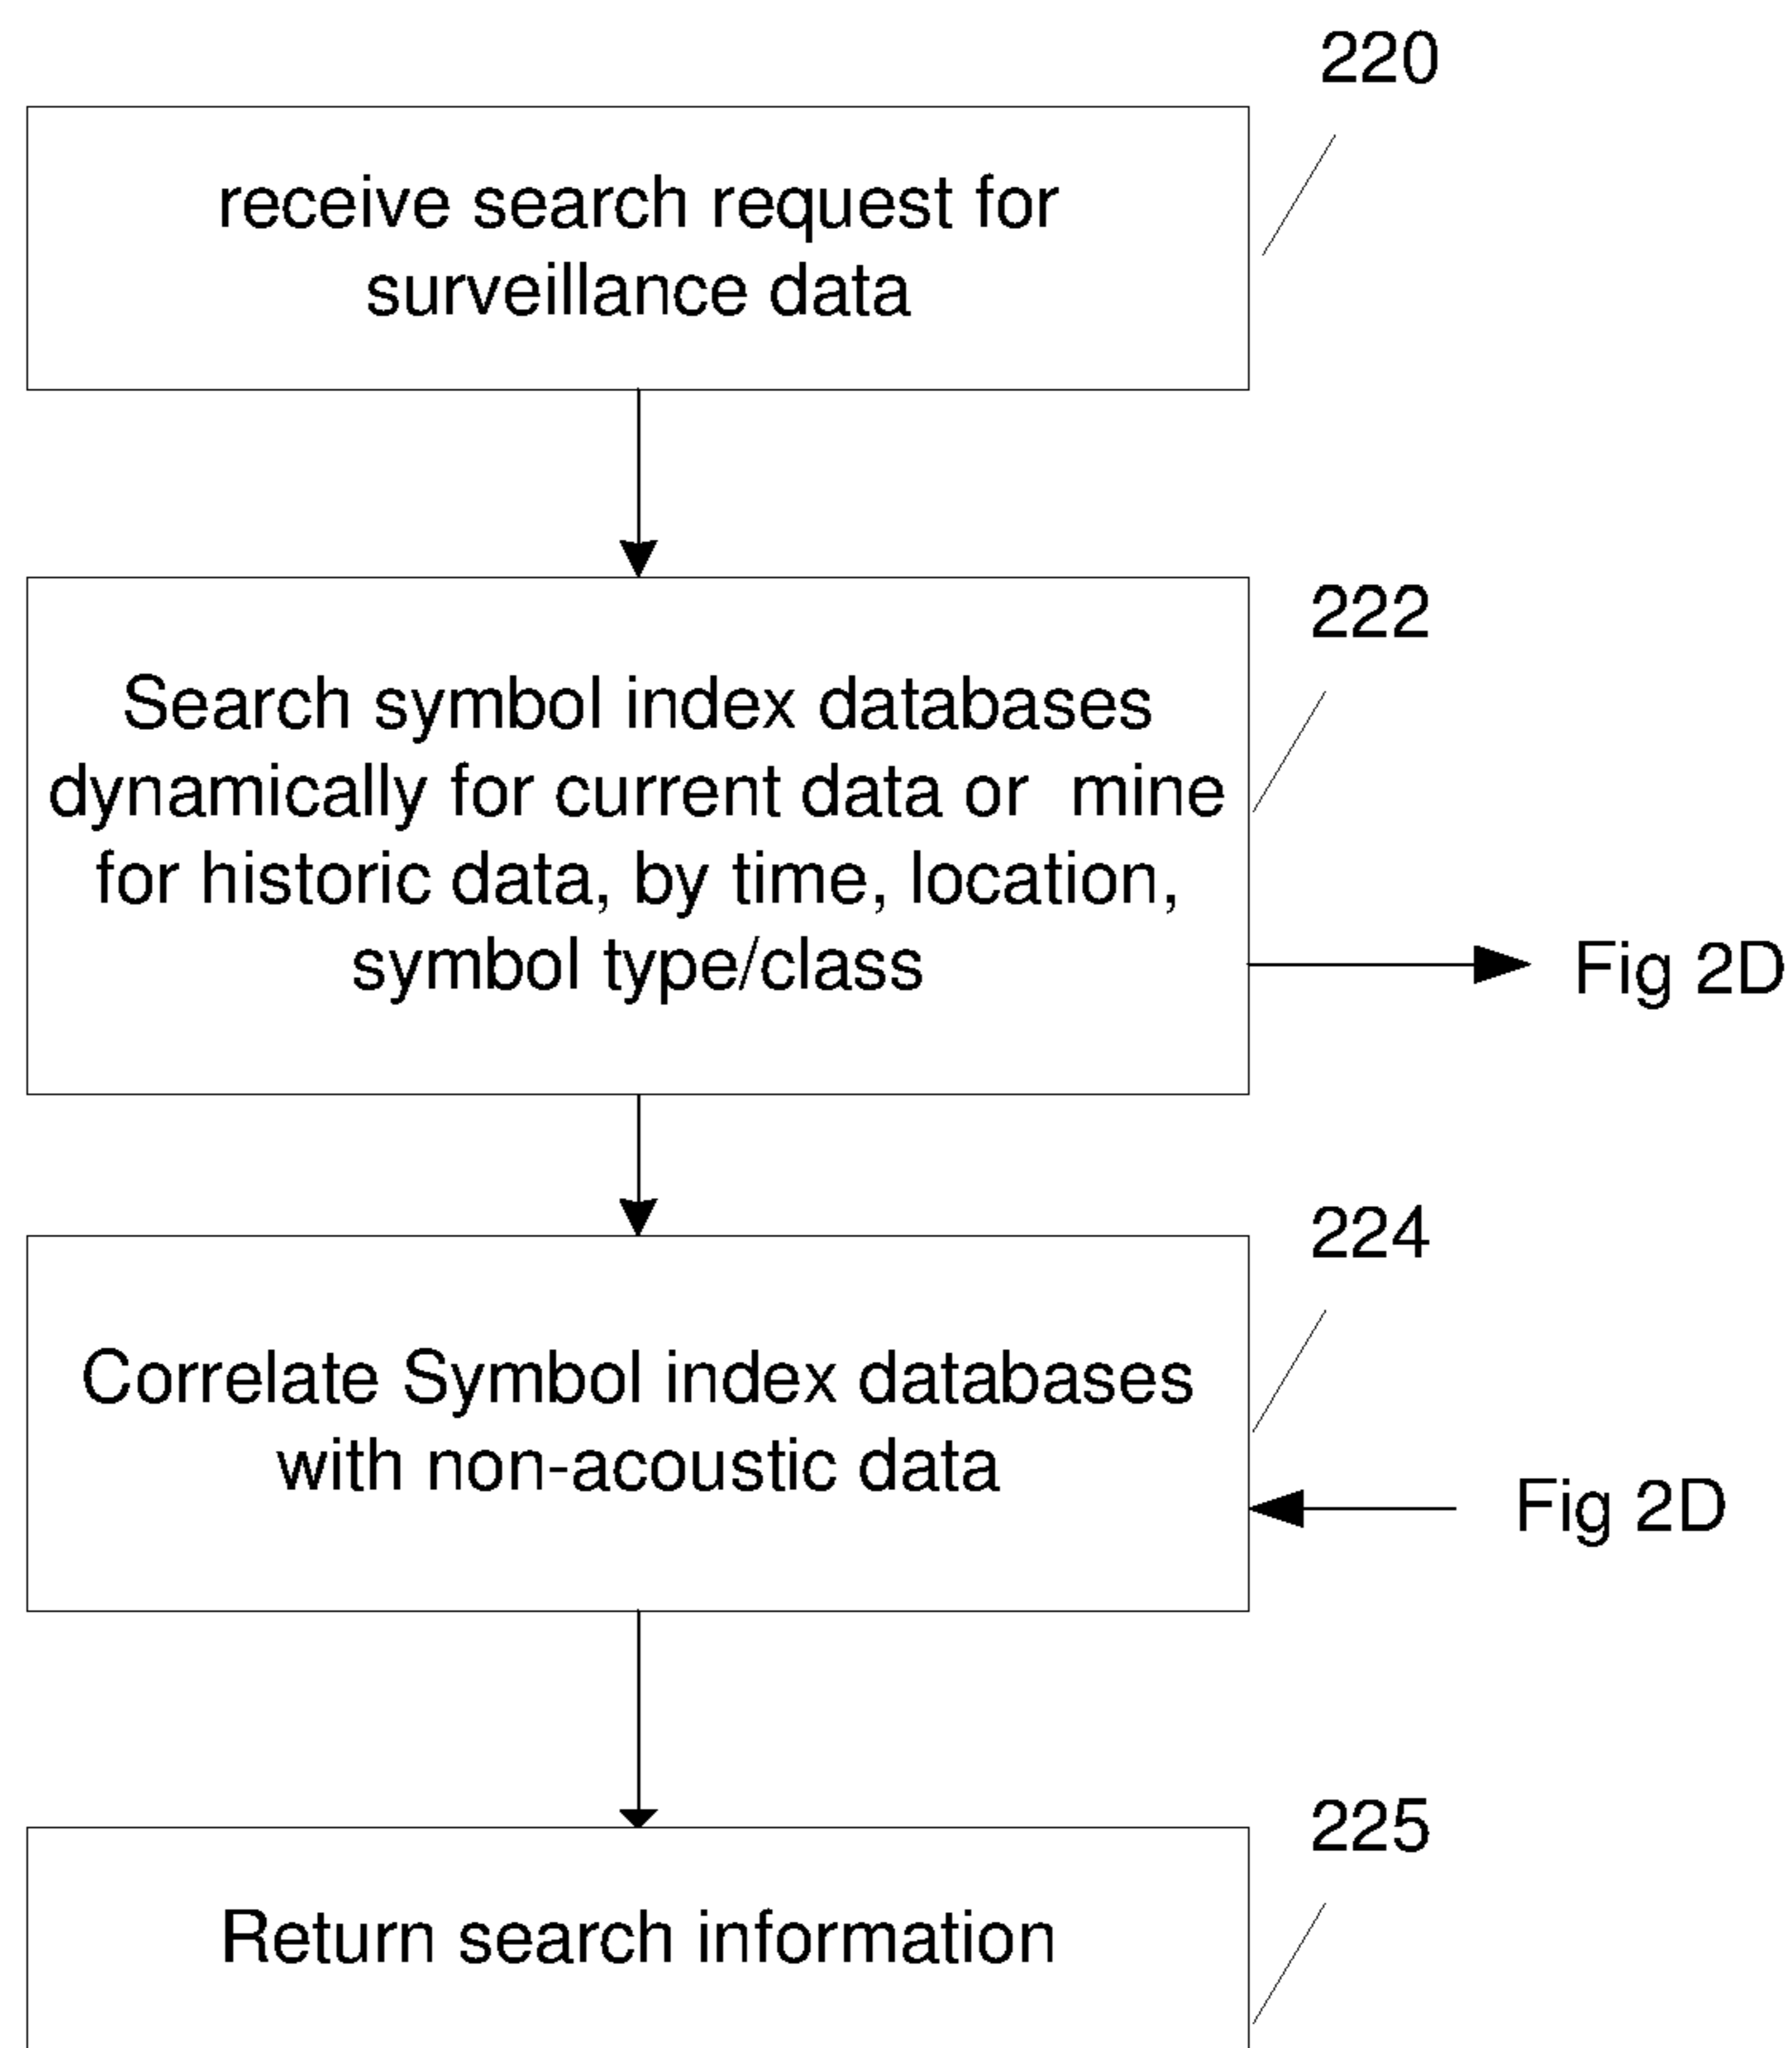 220
receive search request for
surveillance data
222
Search symbol index databases
dynamically for current data or mine
for historic data, by time, location,
symbol type/class
Fig 2D
224
Correlate Symbol index databases
with non-acoustic data
Fig 2D
225
Return search information